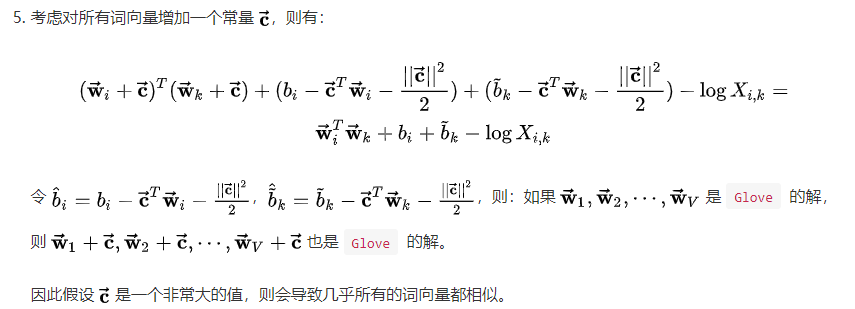 5. 考虑对所有词向量增加一个常量 $\vec{\mathbf{c}}$，则有：
$(\vec{\mathbf{w}}_i + \vec{\mathbf{c}})^T(\vec{\mathbf{w}}_k + \vec{\mathbf{c}}) + (b_i - \vec{\mathbf{c}}^T\vec{\mathbf{w}}_i - \frac{||\vec{\mathbf{c}}||^2}{2}) + (\tilde{b}_k - \vec{\mathbf{c}}^T\vec{\mathbf{w}}_k - \frac{||\vec{\mathbf{c}}||^2}{2}) - \log X_{i,k} =$
$\vec{\mathbf{w}}_i^T\vec{\mathbf{w}}_k + b_i + \tilde{b}_k - \log X_{i,k}$
令 $\hat{b}_i = b_i - \vec{\mathbf{c}}^T\vec{\mathbf{w}}_i - \frac{||\vec{\mathbf{c}}||^2}{2}$，$\hat{\tilde{b}}_k = \tilde{b}_k - \vec{\mathbf{c}}^T\vec{\mathbf{w}}_k - \frac{||\vec{\mathbf{c}}||^2}{2}$，则：如果 $\vec{\mathbf{w}}_1, \vec{\mathbf{w}}_2, \cdots, \vec{\mathbf{w}}_V$ 是 Glove 的解，
则 $\vec{\mathbf{w}}_1 + \vec{\mathbf{c}}, \vec{\mathbf{w}}_2 + \vec{\mathbf{c}}, \cdots, \vec{\mathbf{w}}_V + \vec{\mathbf{c}}$ 也是 Glove 的解。
因此假设 $\vec{\mathbf{c}}$ 是一个非常大的值，则会导致几乎所有的词向量都相似。